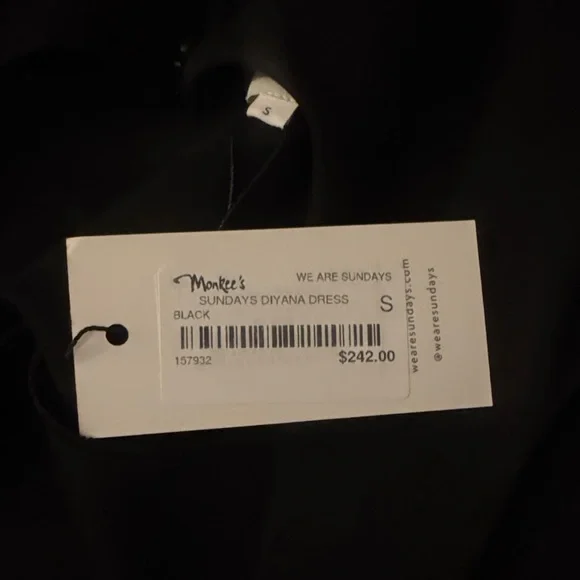 S
Monkee's
WE ARE SUNDAYS
SUNDAYS DIYANA DRESS
S
BLACK
157932
$242.00
wearesundays.com
@wearesundays